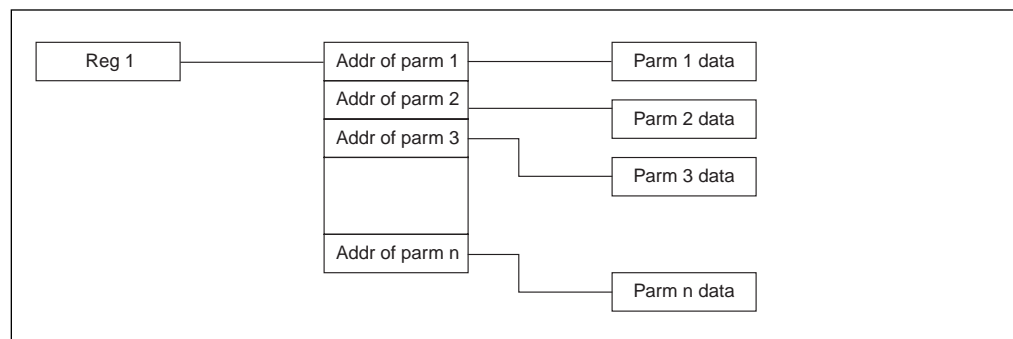 Reg 1
Addr of parm 1
Parm 1 data
Addr of parm 2
Parm 2 data
Addr of parm 3
Parm 3 data
Addr of parm n
Parm n data